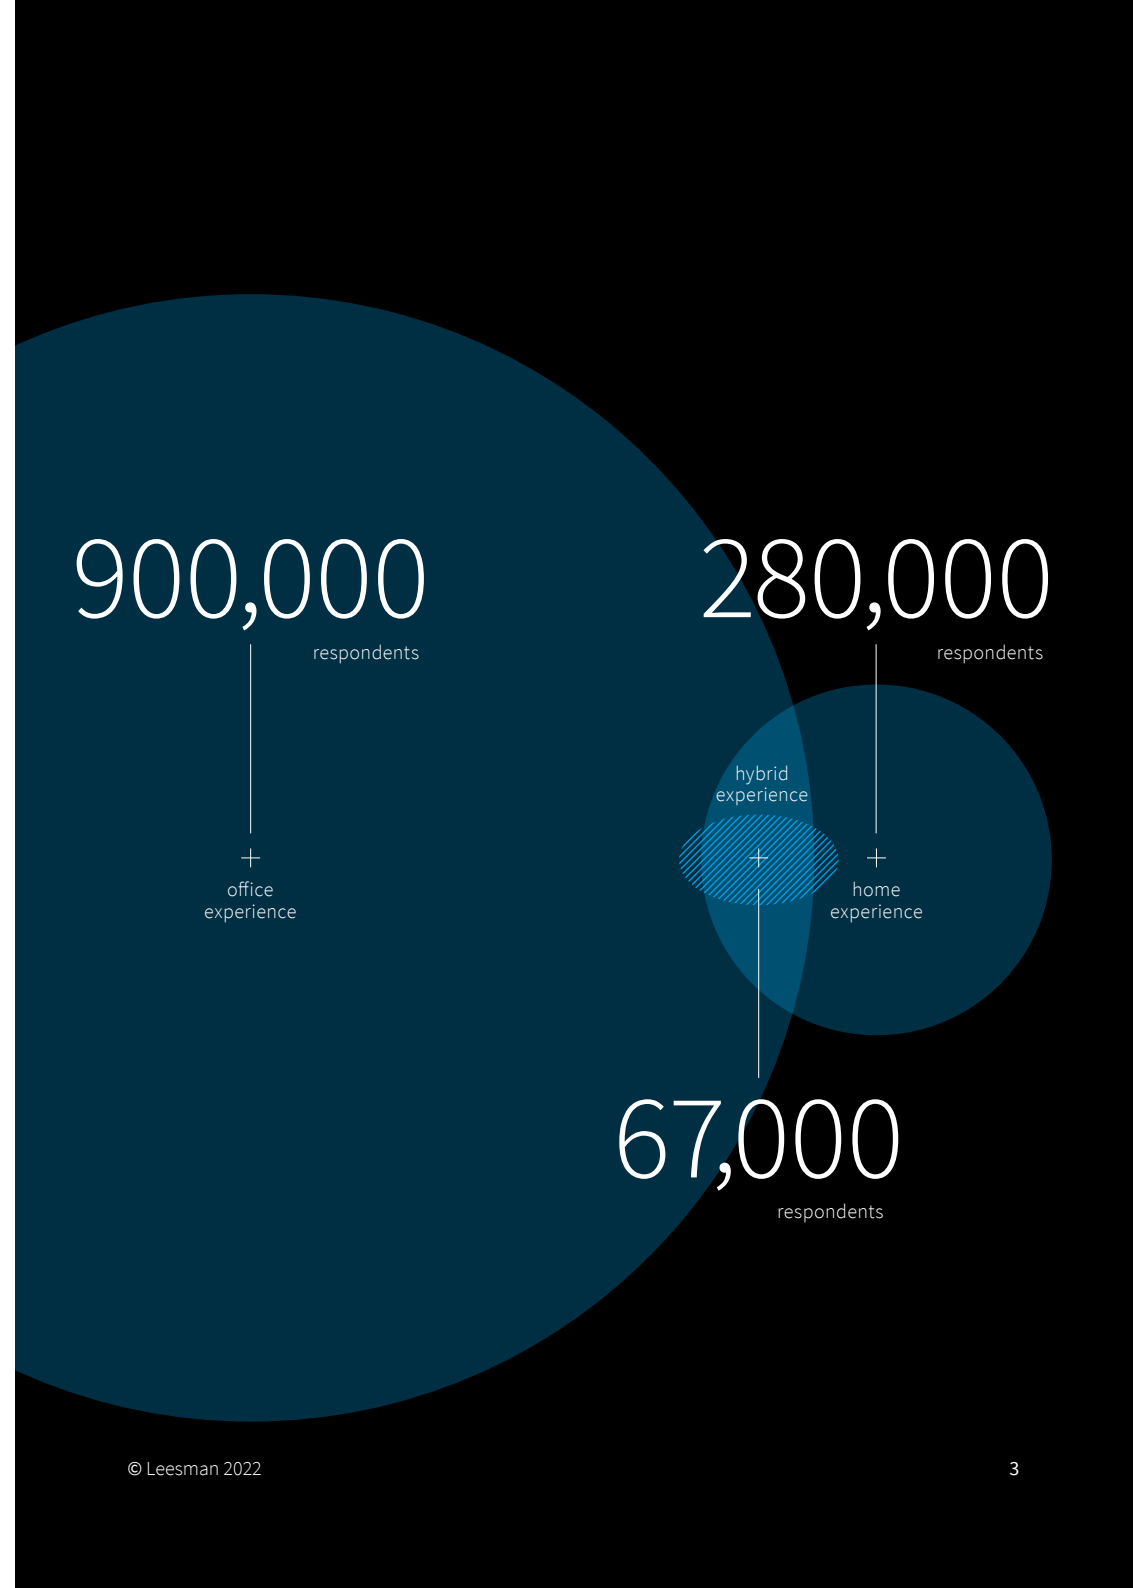 900,000
respondents
office
experience
280,000
respondents
hybrid
experience
home
experience
67,000
respondents
© Leesman 2022
3